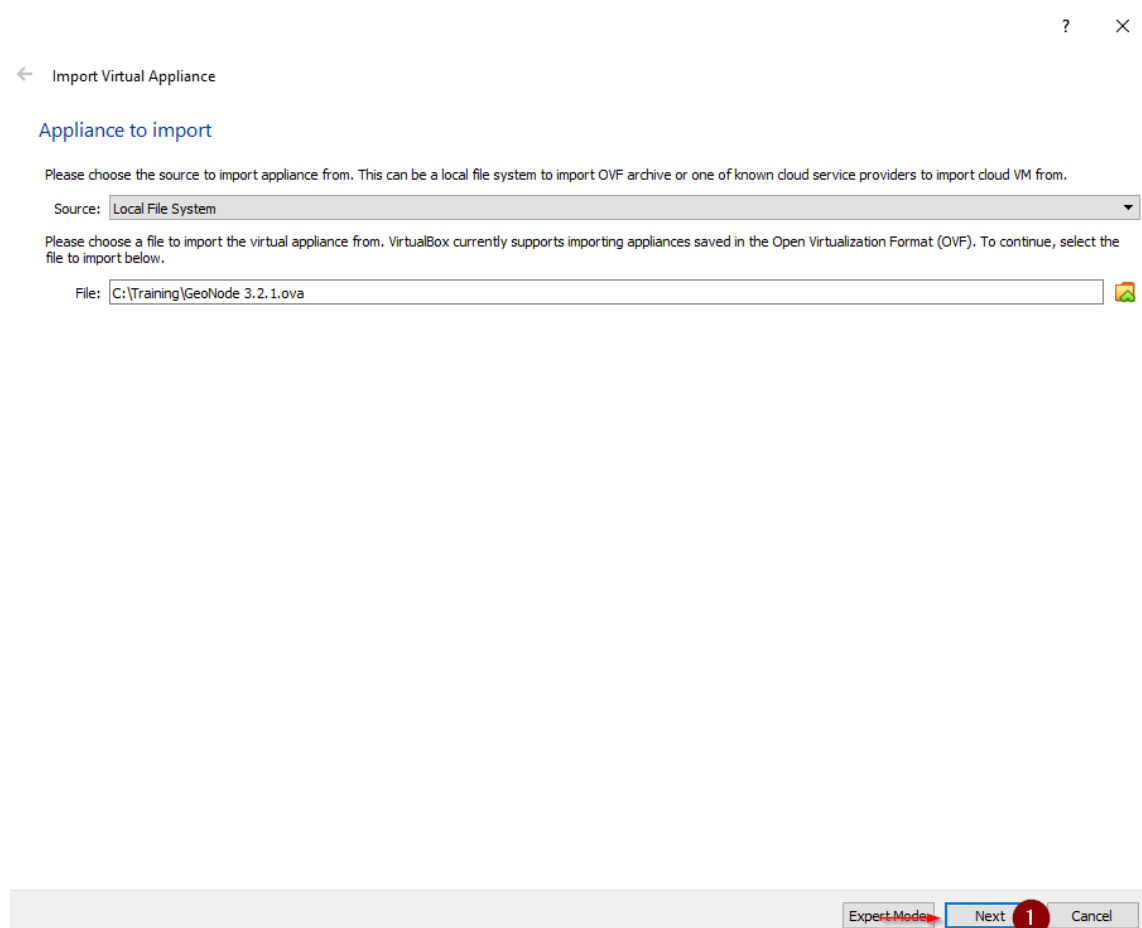 ?
Import Virtual Appliance
Appliance to import
Please choose the source to import appliance from. This can be a local file system to import OVF archive or one of known cloud service providers to import cloud VM from.
Source: Local File System
Please choose a file to import the virtual appliance from. VirtualBox currently supports importing appliances saved in the Open Virtualization Format (OVF). To continue, select the
file to import below.
File: C:\Training\GeoNode 3.2.1.ova
Expert Mode Next 1 Cancel